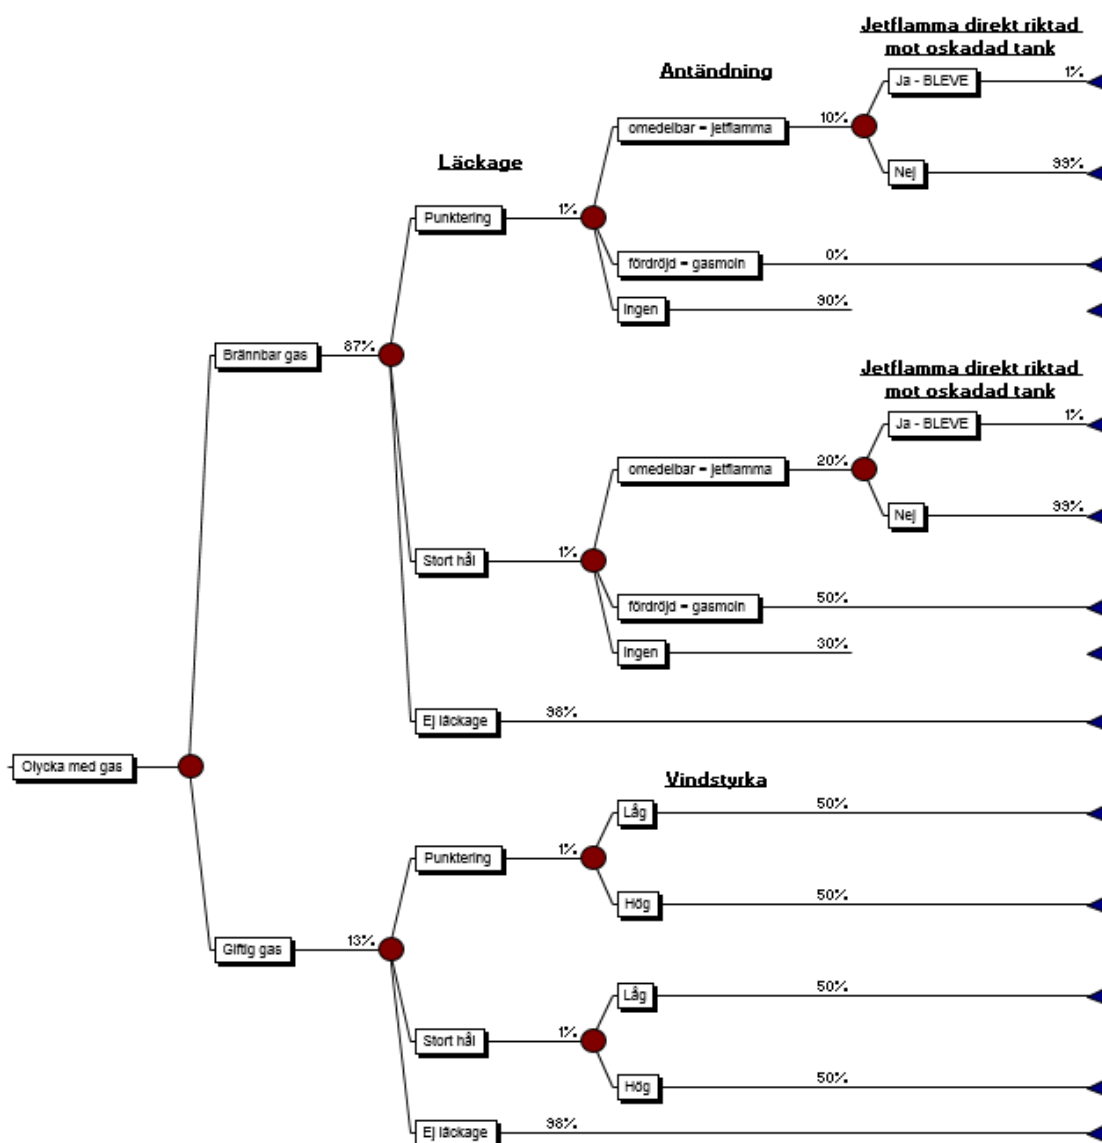 Jetflamma direkt riktad
mot oskadad tank
Antändning
Ja - BLEVE 1%
omedelbar = jetflamma 10%
Läckage
Nej 99%
Punktering 1%
fördröjd = gasmoln 0%
Ingen 90%
Brännbar gas 87%
Jetflamma direkt riktad
mot oskadad tank
Ja - BLEVE 1%
omedelbar = jetflamma 20%
Nej 99%
Stort hål 1%
fördröjd = gasmoln 50%
Ingen 30%
Ej läckage 98%
Olycka med gas
Vindstyrka
Låg 50%
Punktering 1%
Hög 50%
Giftig gas 13%
Låg 50%
Stort hål 1%
Hög 50%
Ej läckage 98%